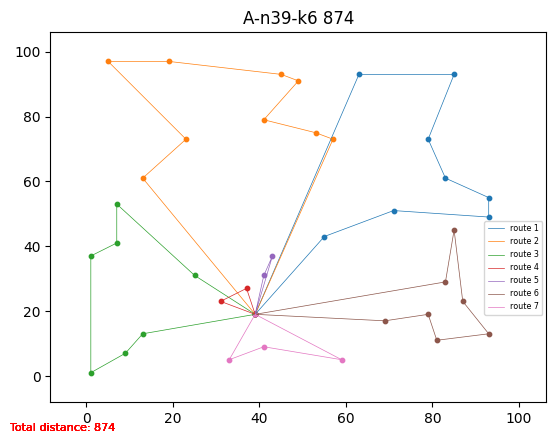 A-n39-k6 874
100
80
60
40
20
0
0 20 40 60 80 100
route 1
route 2
route 3
route 4
route 5
route 6
route 7
Total distance: 874